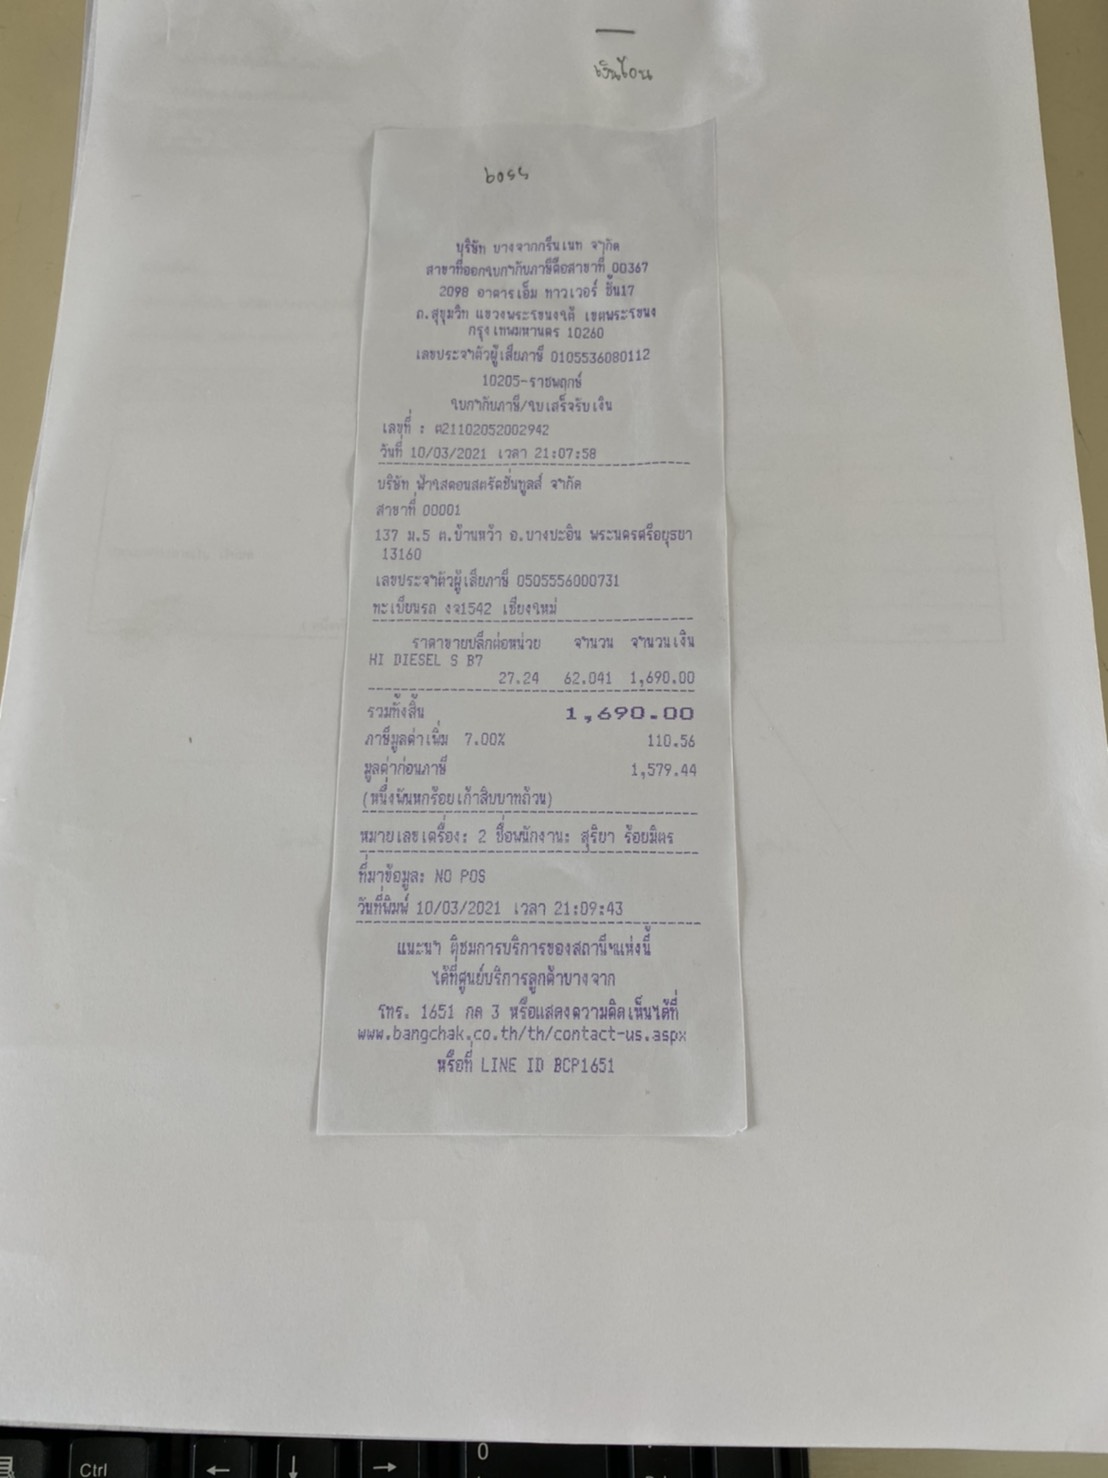 เงินโอน
boss
บริษัท บางจากกรีนเนท จำกัด
สาขาที่ออกใบกำกับภาษีคือสาขาที่ 00367
2098 อาคารเอ็ม ทาวเวอร์ ชั้น17
ถ.สุขุมวิท แขวงพระโขนงใต้ เขตพระโขนง
กรุงเทพมหานคร 10260
เลขประจำตัวผู้เสียภาษี 0105536080112
10205-ราชพฤกษ์
ใบกำกับภาษี/ใบเสร็จรับเงิน
เลขที่ : ต21102052002942
วันที่ 10/03/2021 เวลา 21:07:58
บริษัท ฟ้าใสคอนสตรัคชั่นทูลส์ จำกัด
สาขาที่ 00001
137 ม.5 ต.บ้านหว้า อ.บางปะอิน พระนครศรีอยุธยา
13160
เลขประจำตัวผู้เสียภาษี 0505556000731
ทะเบียนรถ งจ1542 เชียงใหม่
ราคาขายปลีกต่อหน่วย จำนวน จำนวนเงิน
HI DIESEL S B7
27.24 62.041 1,690.00
รวมทั้งสิ้น 1,690.00
ภาษีมูลค่าเพิ่ม 7.00% 110.56
มูลค่าก่อนภาษี 1,579.44
(หนึ่งพันหกร้อยเก้าสิบบาทถ้วน)
หมายเลขเครื่อง: 2 ชื่อพนักงาน: สุริยา ร้อยมิตร
ที่มาข้อมูล: NO POS
วันที่พิมพ์ 10/03/2021 เวลา 21:09:43
แนะนำ ติชมการบริการของสถานีฯแห่งนี้
ได้ที่ศูนย์บริการลูกค้าบางจาก
โทร. 1651 กด 3 หรือแสดงความคิดเห็นได้ที่
www.bangchak.co.th/th/contact-us.aspx
หรือที่ LINE ID BCP1651
Ctrl
← ↓ → 0